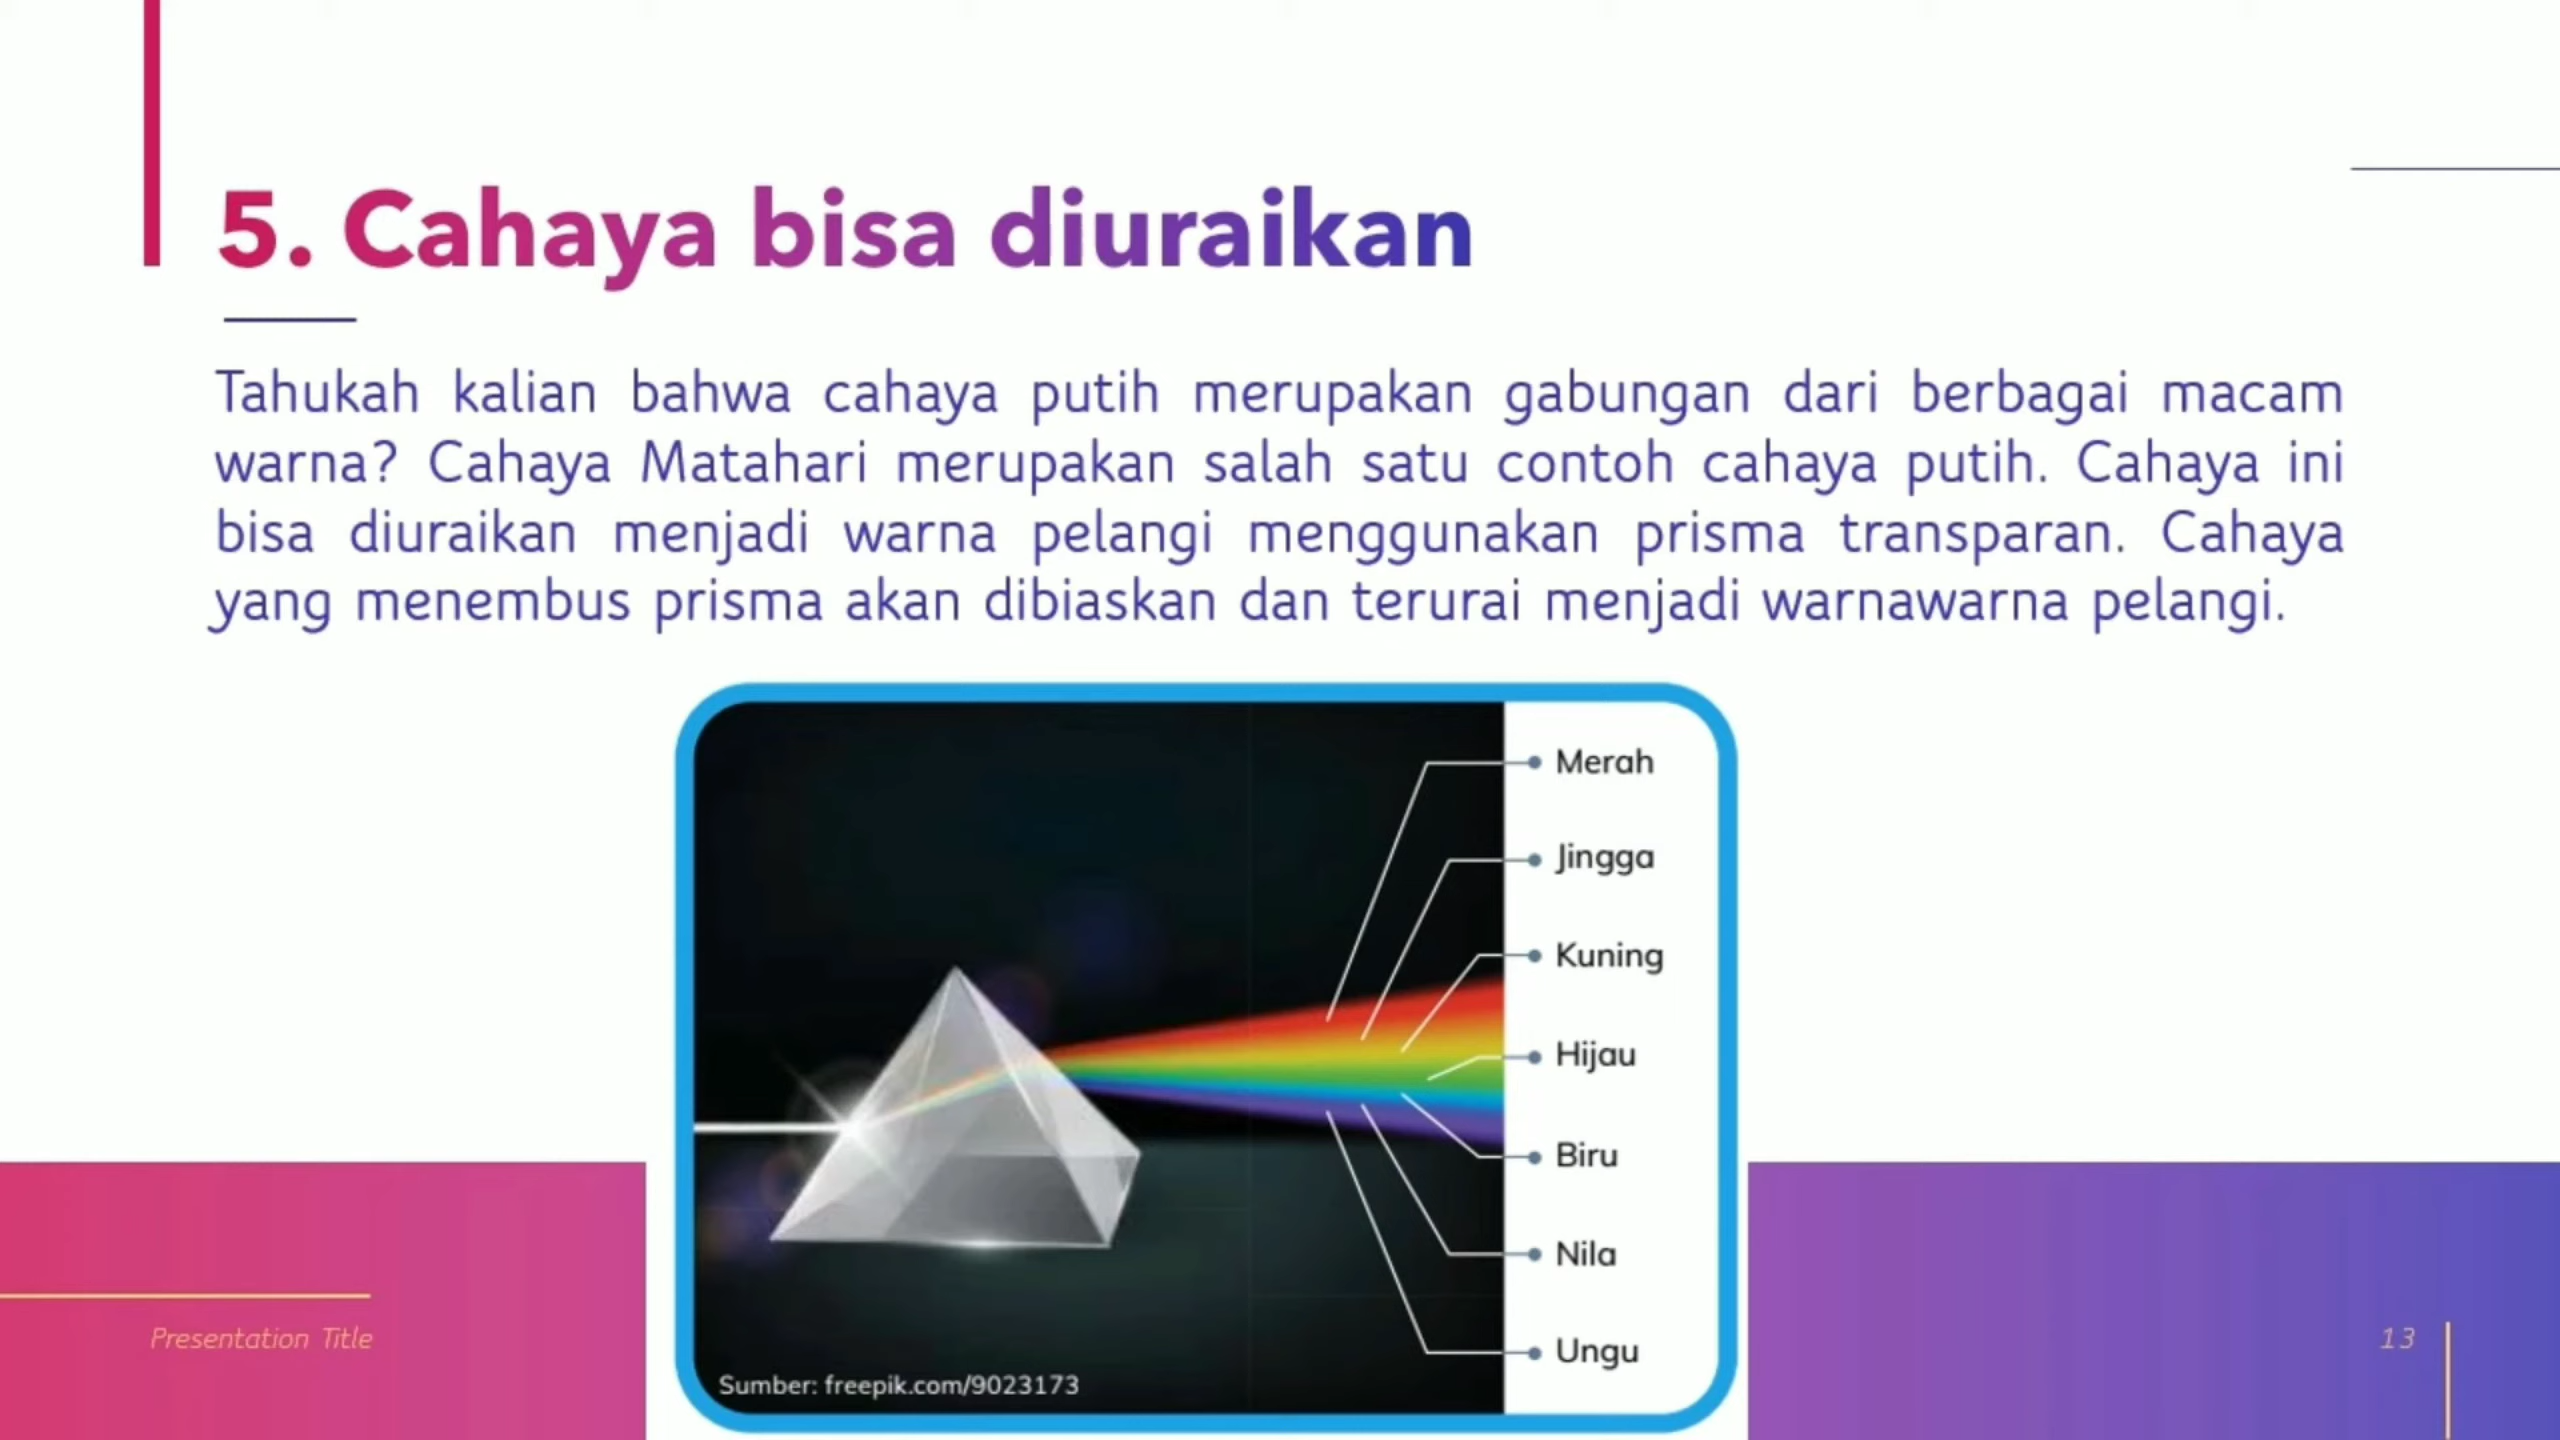 5. Cahaya bisa diuraikan
Tahukah kalian bahwa cahaya putih merupakan gabungan dari berbagai macam
warna? Cahaya Matahari merupakan salah satu contoh cahaya putih. Cahaya ini
bisa diuraikan menjadi warna pelangi menggunakan prisma transparan. Cahaya
yang menembus prisma akan dibiaskan dan terurai menjadi warnawarna pelangi.
Merah
Jingga
Kuning
Hijau
Biru
Nila
Ungu
Sumber: freepik.com/9023173
Presentation Title
13